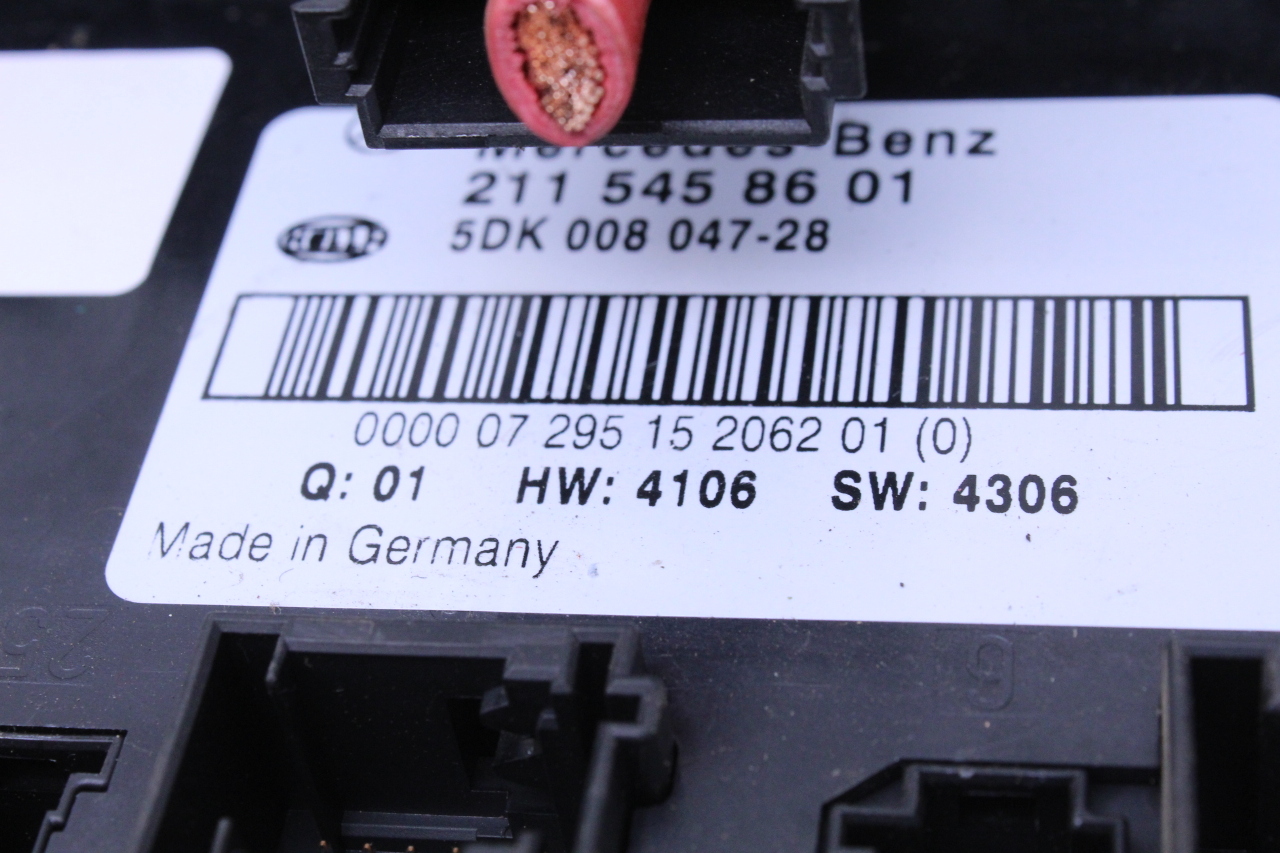 Mercedes-Benz
211 545 86 01
HELLA
5DK 008 047-28
0000 07 295 15 2062 01 (0)
Q: 01 HW: 4106 SW: 4306
Made in Germany